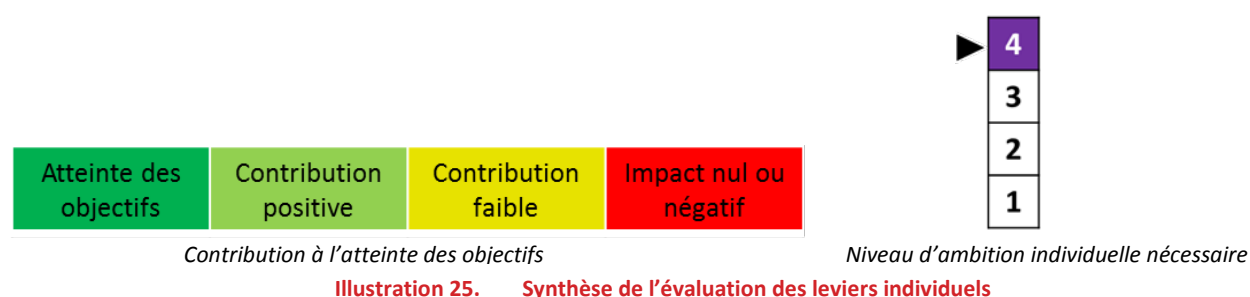 4
3
2
1
Atteinte des
objectifs
Contribution
positive
Contribution
faible
Impact nul ou
négatif
Contribution à l’atteinte des objectifs
Niveau d’ambition individuelle nécessaire
Illustration 25. Synthèse de l’évaluation des leviers individuels